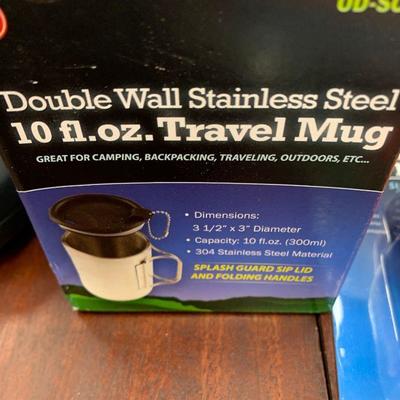 OD-SC
Double Wall Stainless Steel
10 fl.oz. Travel Mug
GREAT FOR CAMPING, BACKPACKING, TRAVELING, OUTDOORS, ETC...
• Dimensions:
3 1/2" x 3" Diameter
• Capacity: 10 fl.oz (300ml)
• 304 Stainless Steel Material
SPLASH GUARD SIP LID
AND FOLDING HANDLES